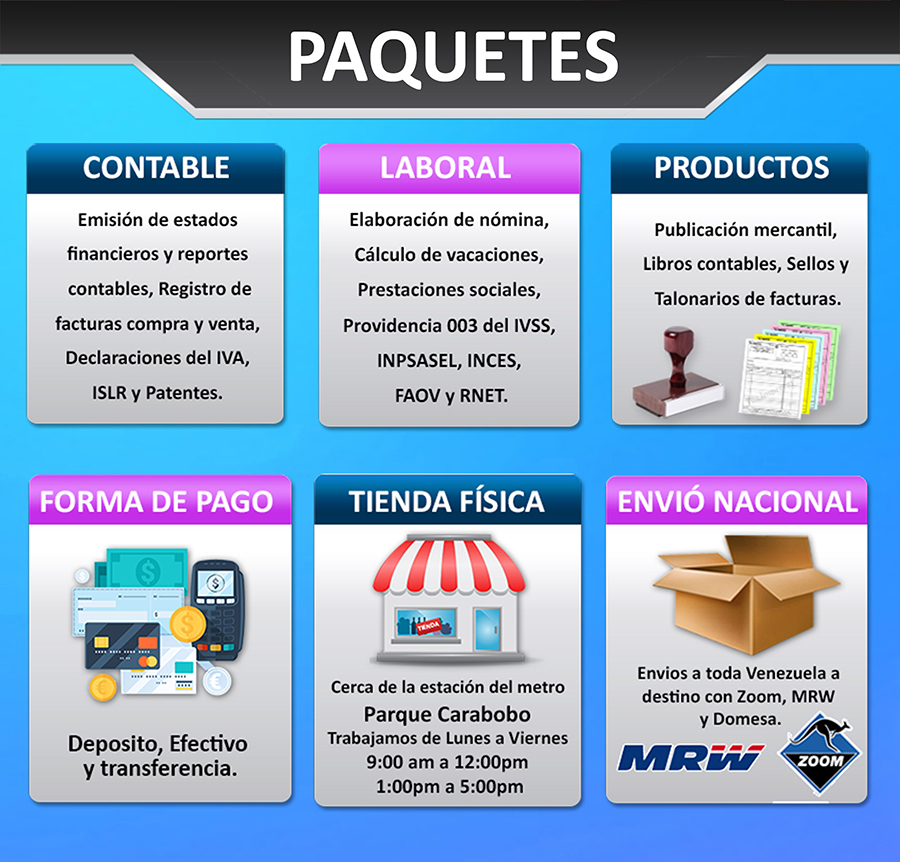 PAQUETES
CONTABLE
Emisión de estados
financieros y reportes
contables, Registro de
facturas compra y venta,
Declaraciones del IVA,
ISLR y Patentes.
LABORAL
Elaboración de nómina,
Cálculo de vacaciones,
Prestaciones sociales,
Providencia 003 del IVSS,
INPSASEL, INCES,
FAOV y RNET.
PRODUCTOS
Publicación mercantil,
Libros contables, Sellos y
Talonarios de facturas.
FORMA DE PAGO
Deposito, Efectivo
y transferencia.
TIENDA FÍSICA
TIENDA
Cerca de la estación del metro
Parque Carabobo
Trabajamos de Lunes a Viernes
9:00 am a 12:00pm
1:00pm a 5:00pm
ENVIÓ NACIONAL
Envios a toda Venezuela a
destino con Zoom, MRW
y Domesa.
MRW
ZOOM